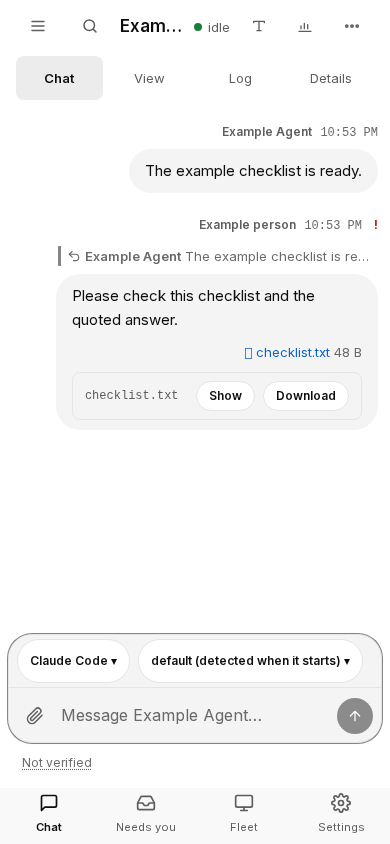 Exam… idle
Chat View Log Details
Example Agent 10:53 PM
The example checklist is ready.
Example person 10:53 PM !
Example Agent The example checklist is re…
Please check this checklist and the
quoted answer.
checklist.txt 48 B
checklist.txt Show Download
Claude Code ▾ default (detected when it starts) ▾
Message Example Agent…
Not verified
Chat Needs you Fleet Settings